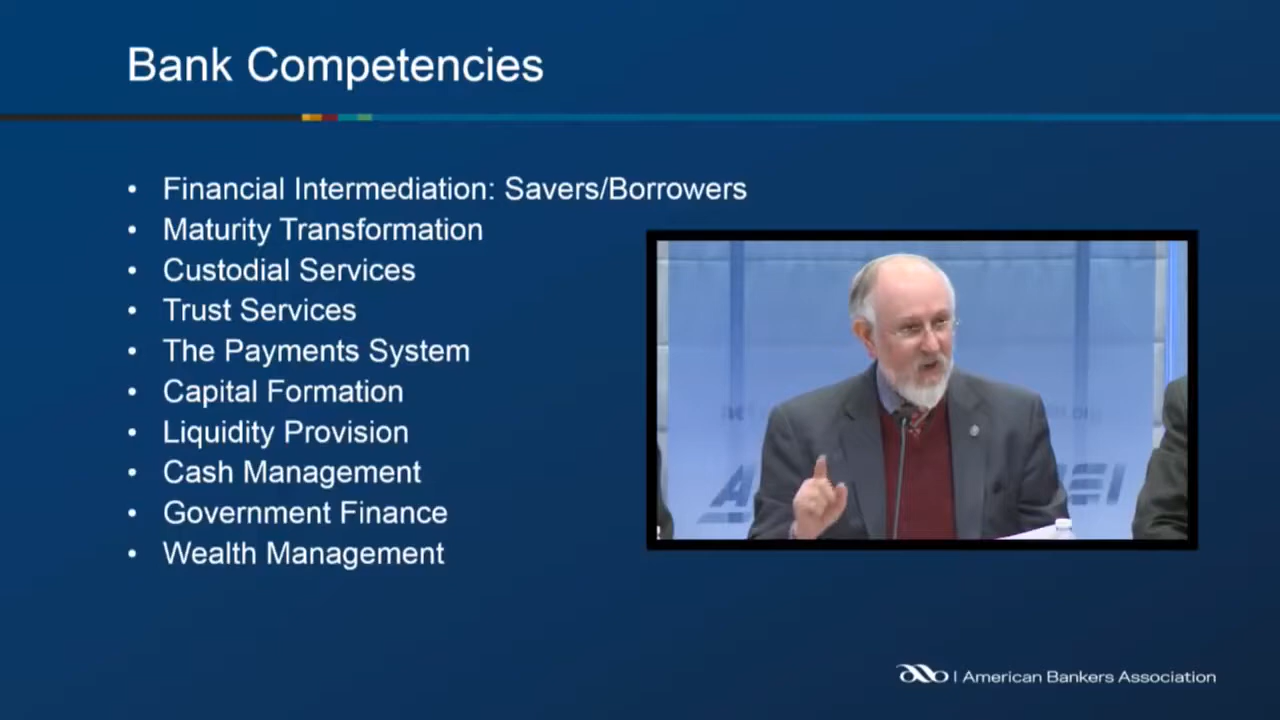 Bank Competencies
• Financial Intermediation: Savers/Borrowers
• Maturity Transformation
• Custodial Services
• Trust Services
• The Payments System
• Capital Formation
• Liquidity Provision
• Cash Management
• Government Finance
• Wealth Management
| American Bankers Association